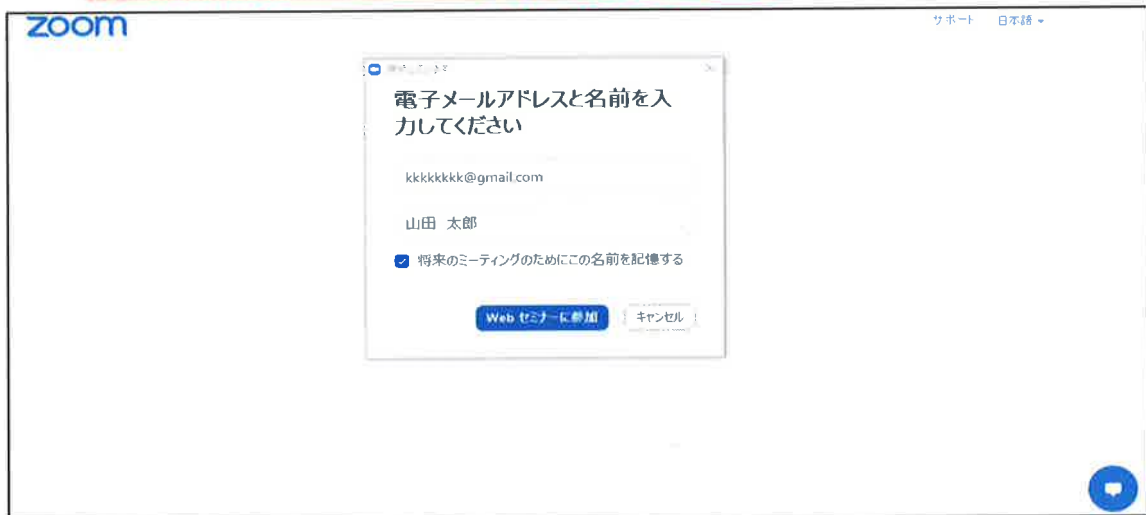 zoom
サポート 日本語
電子メールアドレスと名前を入
力してください
kkkkkkkk@gmail.com
山田 太郎
将来のミーティングのためにこの名前を記憶する
Web セミナーに参加 キャンセル